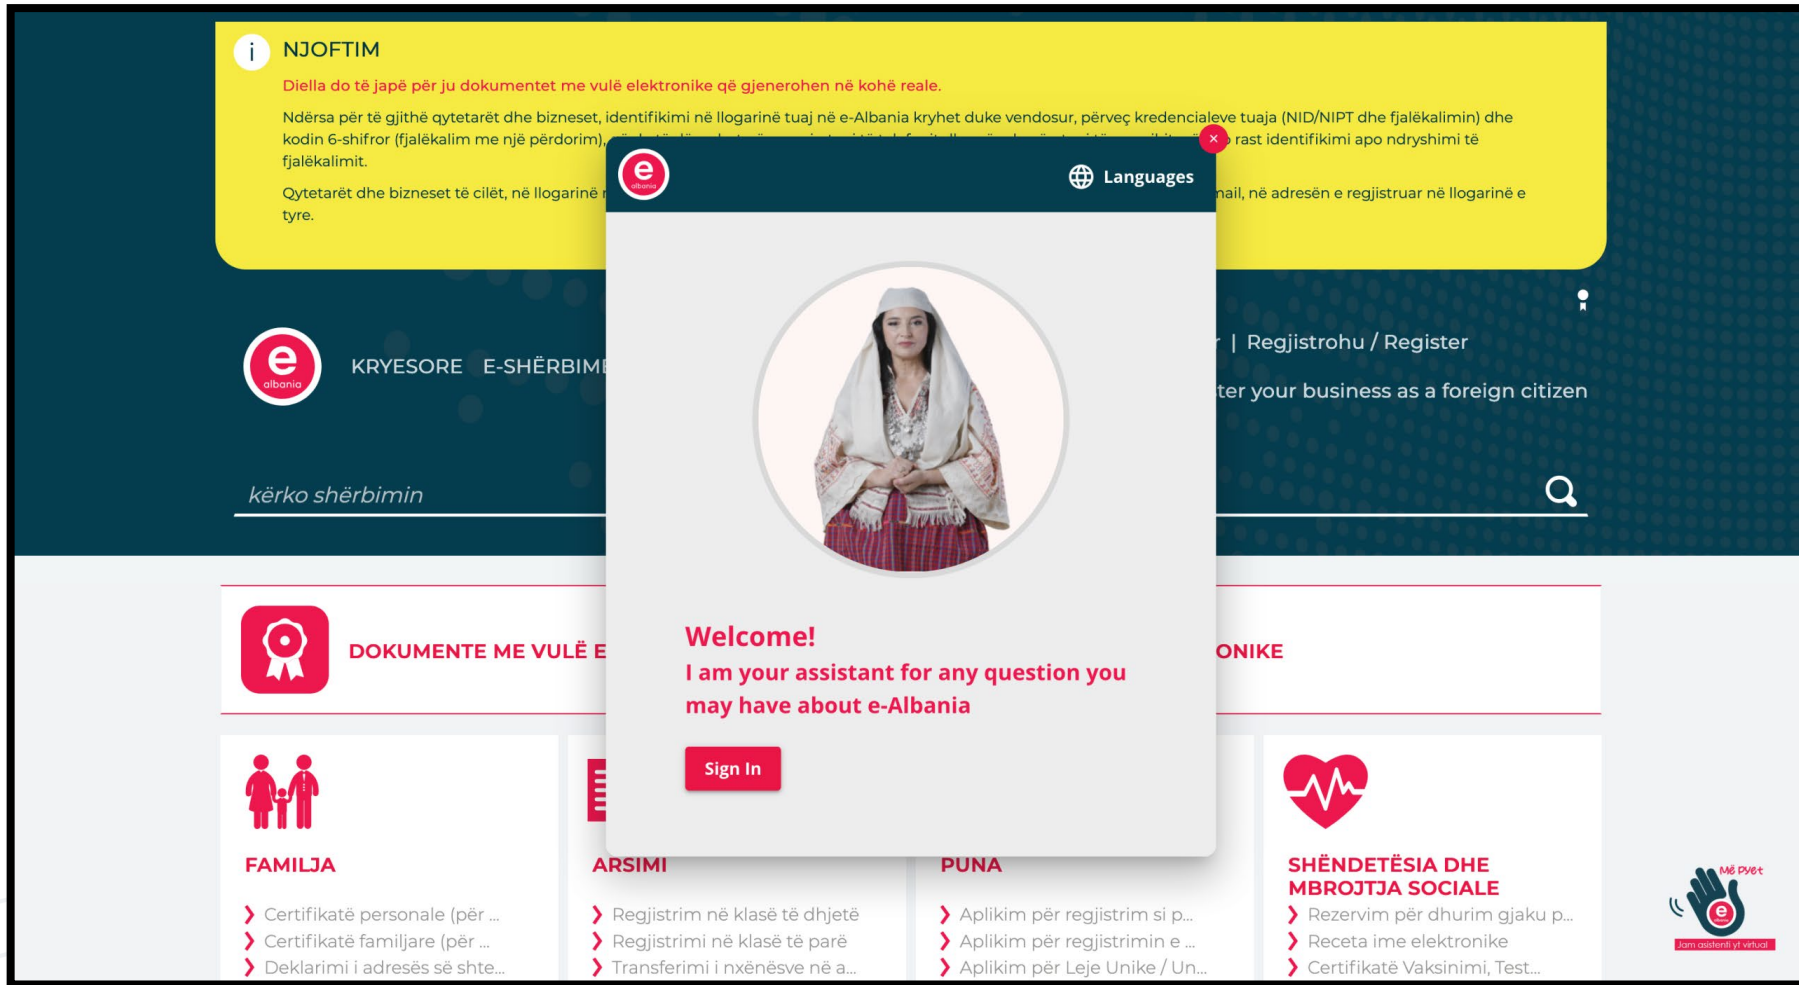 i NJOFTIM
Diella do të japë për ju dokumentet me vulë elektronike që gjenerohen në kohë reale.
Ndërsa për të gjithë qytetarët dhe bizneset, identifikimi në llogarinë tuaj në e-Albania kryhet duke vendosur, përveç kredencialeve tuaja (NID/NIPT dhe fjalëkalimin) dhe
kodin 6-shifror (fjalëkalim me një përdorim), rast identifikimi apo ndryshimi të
fjalëkalimit.
Qytetarët dhe bizneset të cilët, në llogarinë mail, në adresën e regjistruar në llogarinë e
tyre.
e albania
Languages
×
e
albania
KRYESORE E-SHËRBIME
| Regjistrohu / Register
ter your business as a foreign citizen
kërko shërbimin
DOKUMENTE ME VULË E
ONIKE
Welcome!
I am your assistant for any question you
may have about e-Albania
Sign In
FAMILJA
❯ Certifikatë personale (për ...
❯ Certifikatë familjare (për ...
❯ Deklarimi i adresës së shte...
ARSIMI
❯ Regjistrim në klasë të dhjetë
❯ Regjistrimi në klasë të parë
❯ Transferimi i nxënësve në a...
PUNA
❯ Aplikim për regjistrim si p...
❯ Aplikim për regjistrimin e ...
❯ Aplikim për Leje Unike / Un...
SHËNDETËSIA DHE
MBROJTJA SOCIALE
❯ Rezervim për dhurim gjaku p...
❯ Receta ime elektronike
❯ Certifikatë Vaksinimi, Test...
Më pyet
e
Jam asistenti yt virtual